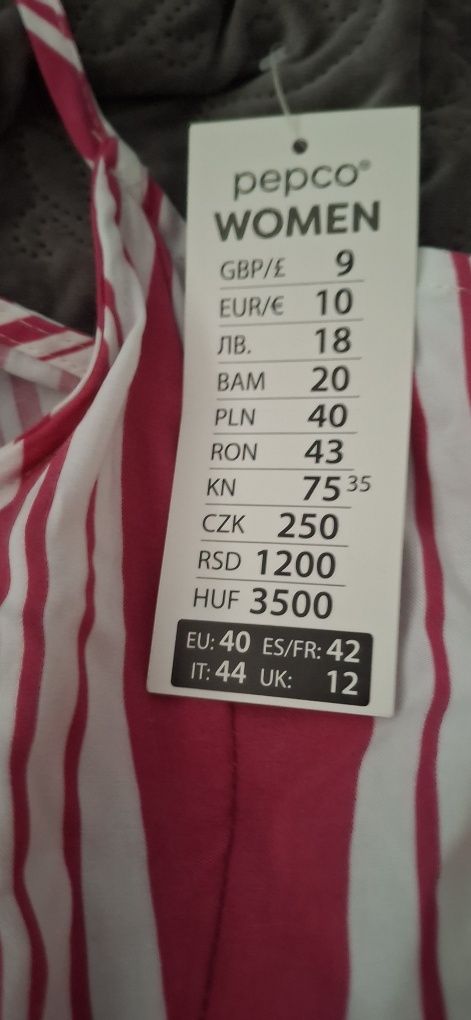 pepco®
WOMEN
GBP/£ 9
EUR/€ 10
ЛВ. 18
BAM 20
PLN 40
RON 43
KN 75 35
CZK 250
RSD 1200
HUF 3500
EU: 40 ES/FR: 42
IT: 44 UK: 12